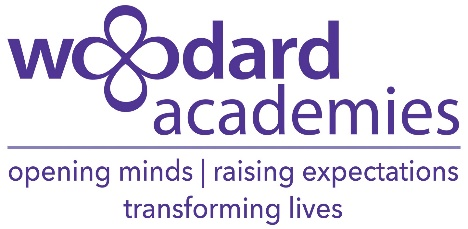 woodard
academies
opening minds | raising expectations
transforming lives